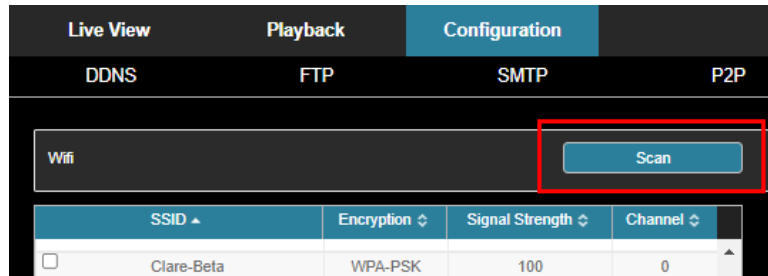 Live View Playback Configuration
DDNS FTP SMTP P2P
Wifi Scan
SSID Encryption Signal Strength Channel
Clare-Beta WPA-PSK 100 0